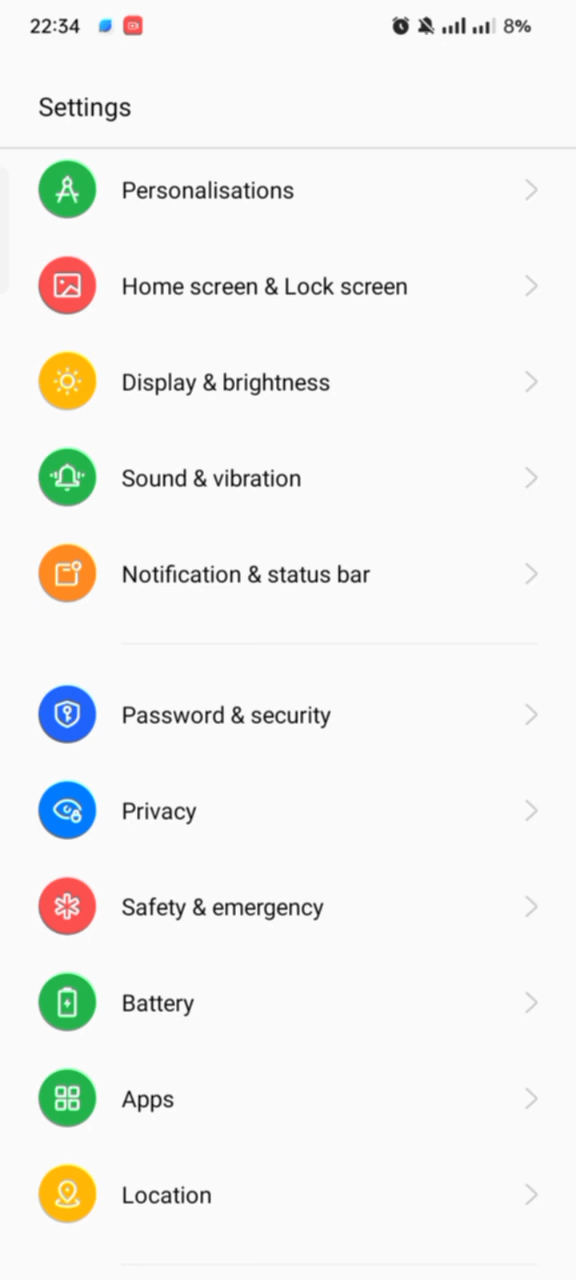 22:34 8%
Settings
Personalisations
Home screen & Lock screen
Display & brightness
Sound & vibration
Notification & status bar
Password & security
Privacy
Safety & emergency
Battery
Apps
Location